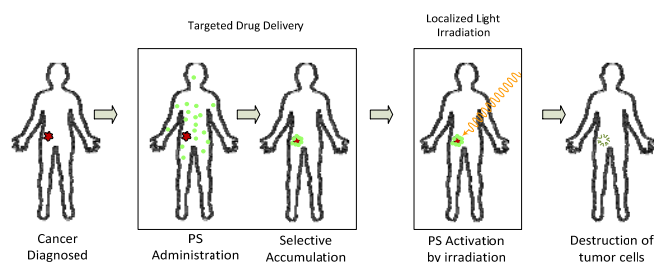 Targeted Drug Delivery
Localized Light
Irradiation
Cancer
Diagnosed
PS
Administration
Selective
Accumulation
PS Activation
by irradiation
Destruction of
tumor cells